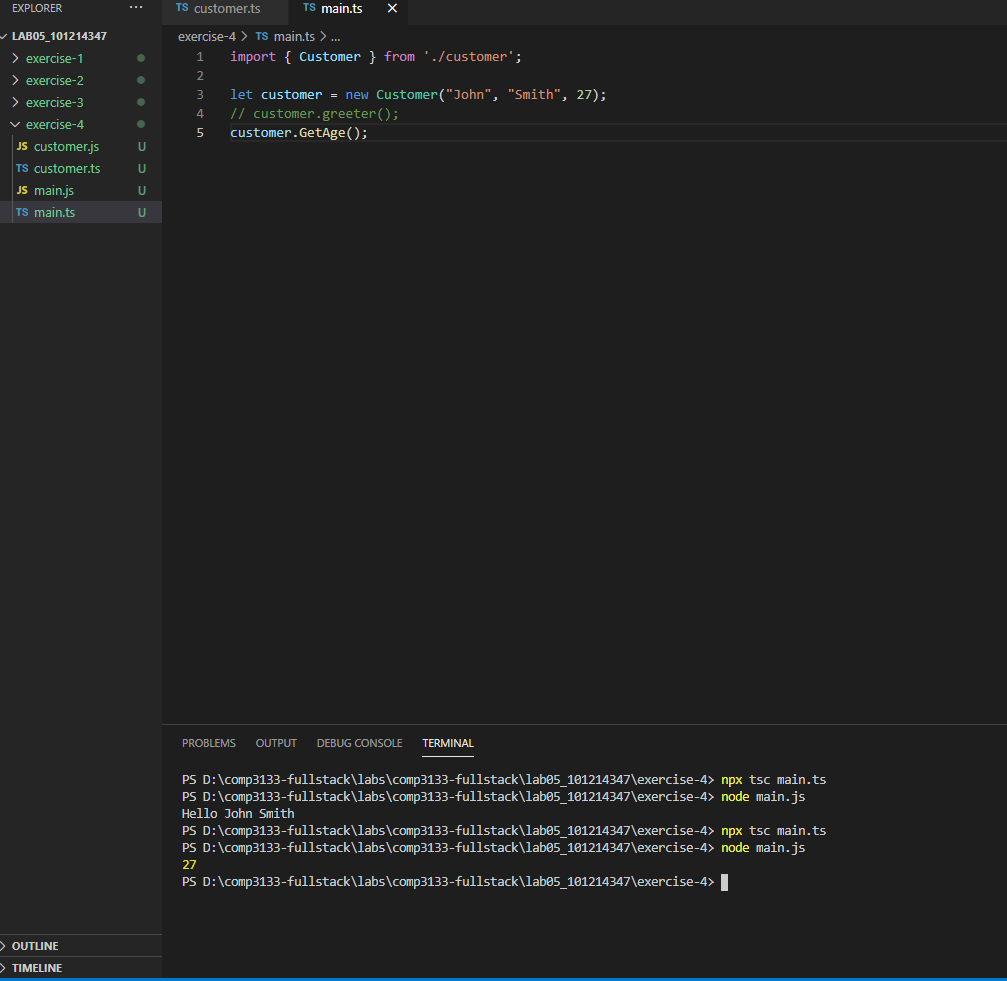 EXPLORER ...
LAB05_101214347
exercise-1
exercise-2
exercise-3
exercise-4
JS customer.js U
TS customer.ts U
JS main.js U
TS main.ts U
OUTLINE
TIMELINE
TS customer.ts TS main.ts
exercise-4 > TS main.ts > ...
1 import { Customer } from './customer';
2
3 let customer = new Customer("John", "Smith", 27);
4 // customer.greeter();
5 customer.GetAge();
PROBLEMS OUTPUT DEBUG CONSOLE TERMINAL
PS D:\comp3133-fullstack\labs\comp3133-fullstack\lab05_101214347\exercise-4> npx tsc main.ts
PS D:\comp3133-fullstack\labs\comp3133-fullstack\lab05_101214347\exercise-4> node main.js
Hello John Smith
PS D:\comp3133-fullstack\labs\comp3133-fullstack\lab05_101214347\exercise-4> npx tsc main.ts
PS D:\comp3133-fullstack\labs\comp3133-fullstack\lab05_101214347\exercise-4> node main.js
27
PS D:\comp3133-fullstack\labs\comp3133-fullstack\lab05_101214347\exercise-4>